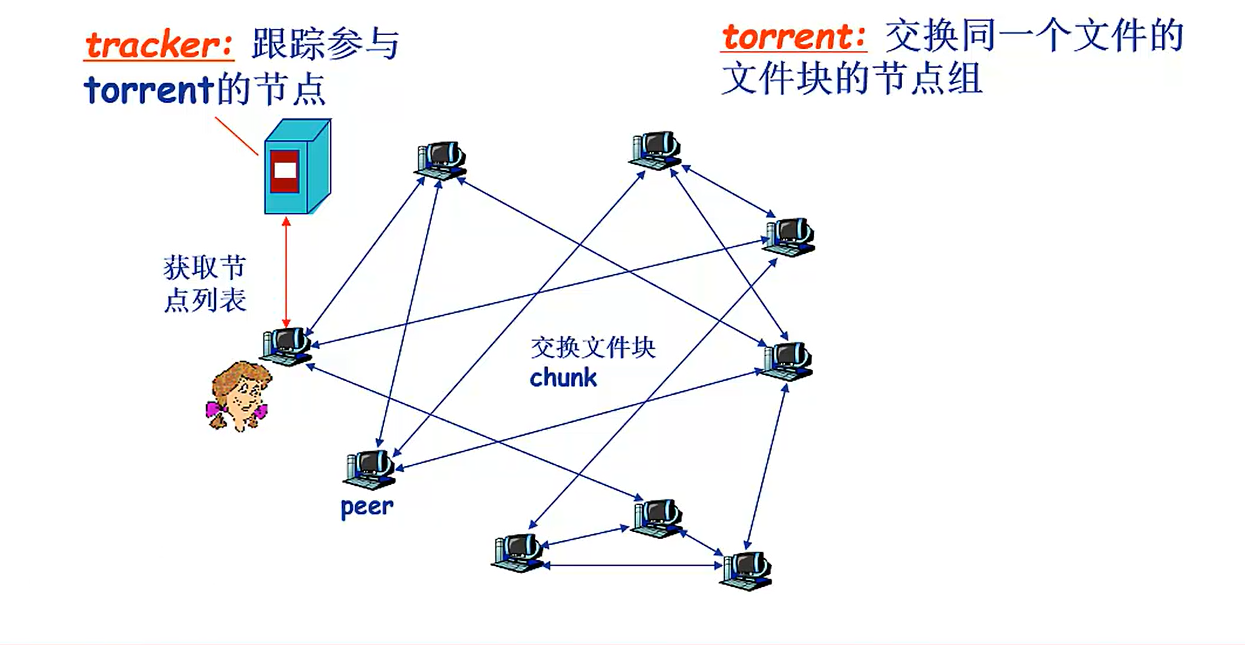 tracker: 跟踪参与
torrent的节点
torrent: 交换同一个文件的
文件块的节点组
获取节
点列表
交换文件块
chunk
peer